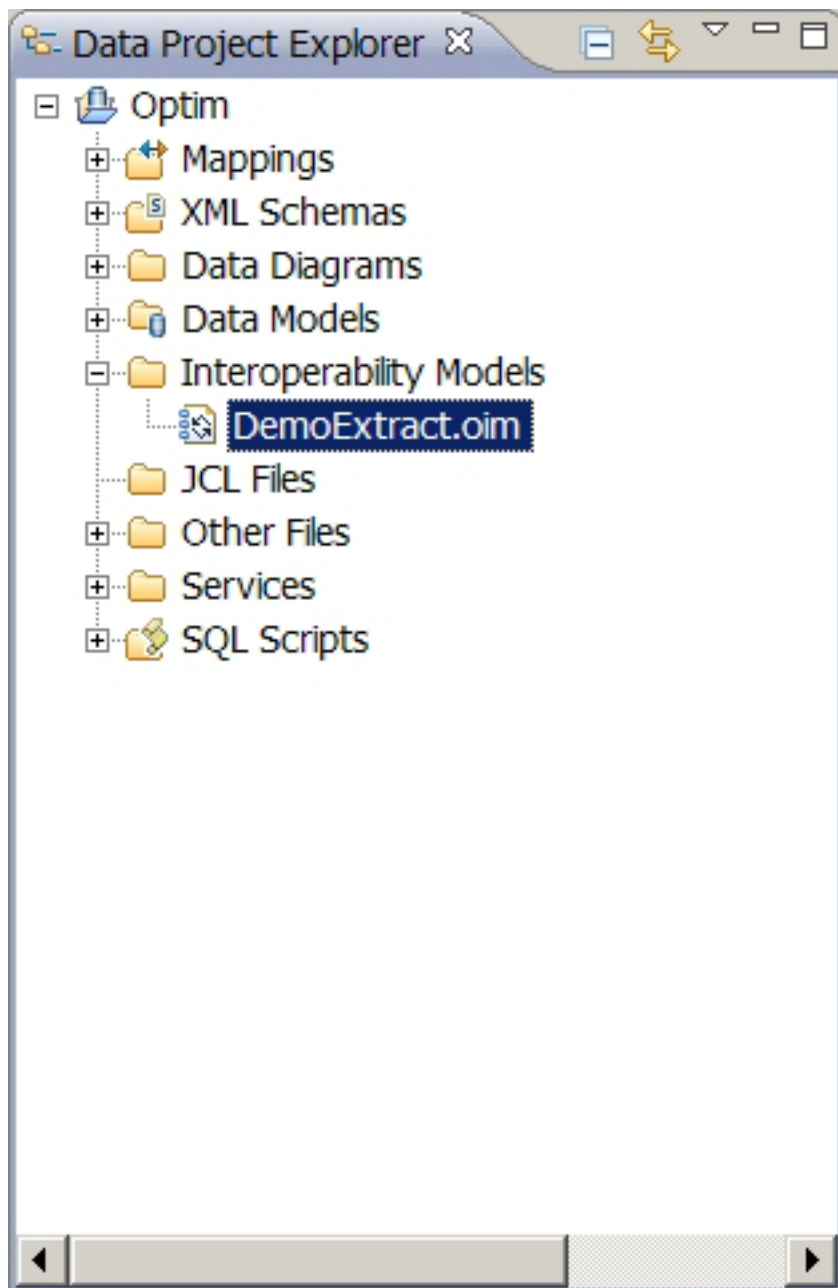 Data Project Explorer
Optim
Mappings
XML Schemas
Data Diagrams
Data Models
Interoperability Models
DemoExtract.oim
JCL Files
Other Files
Services
SQL Scripts